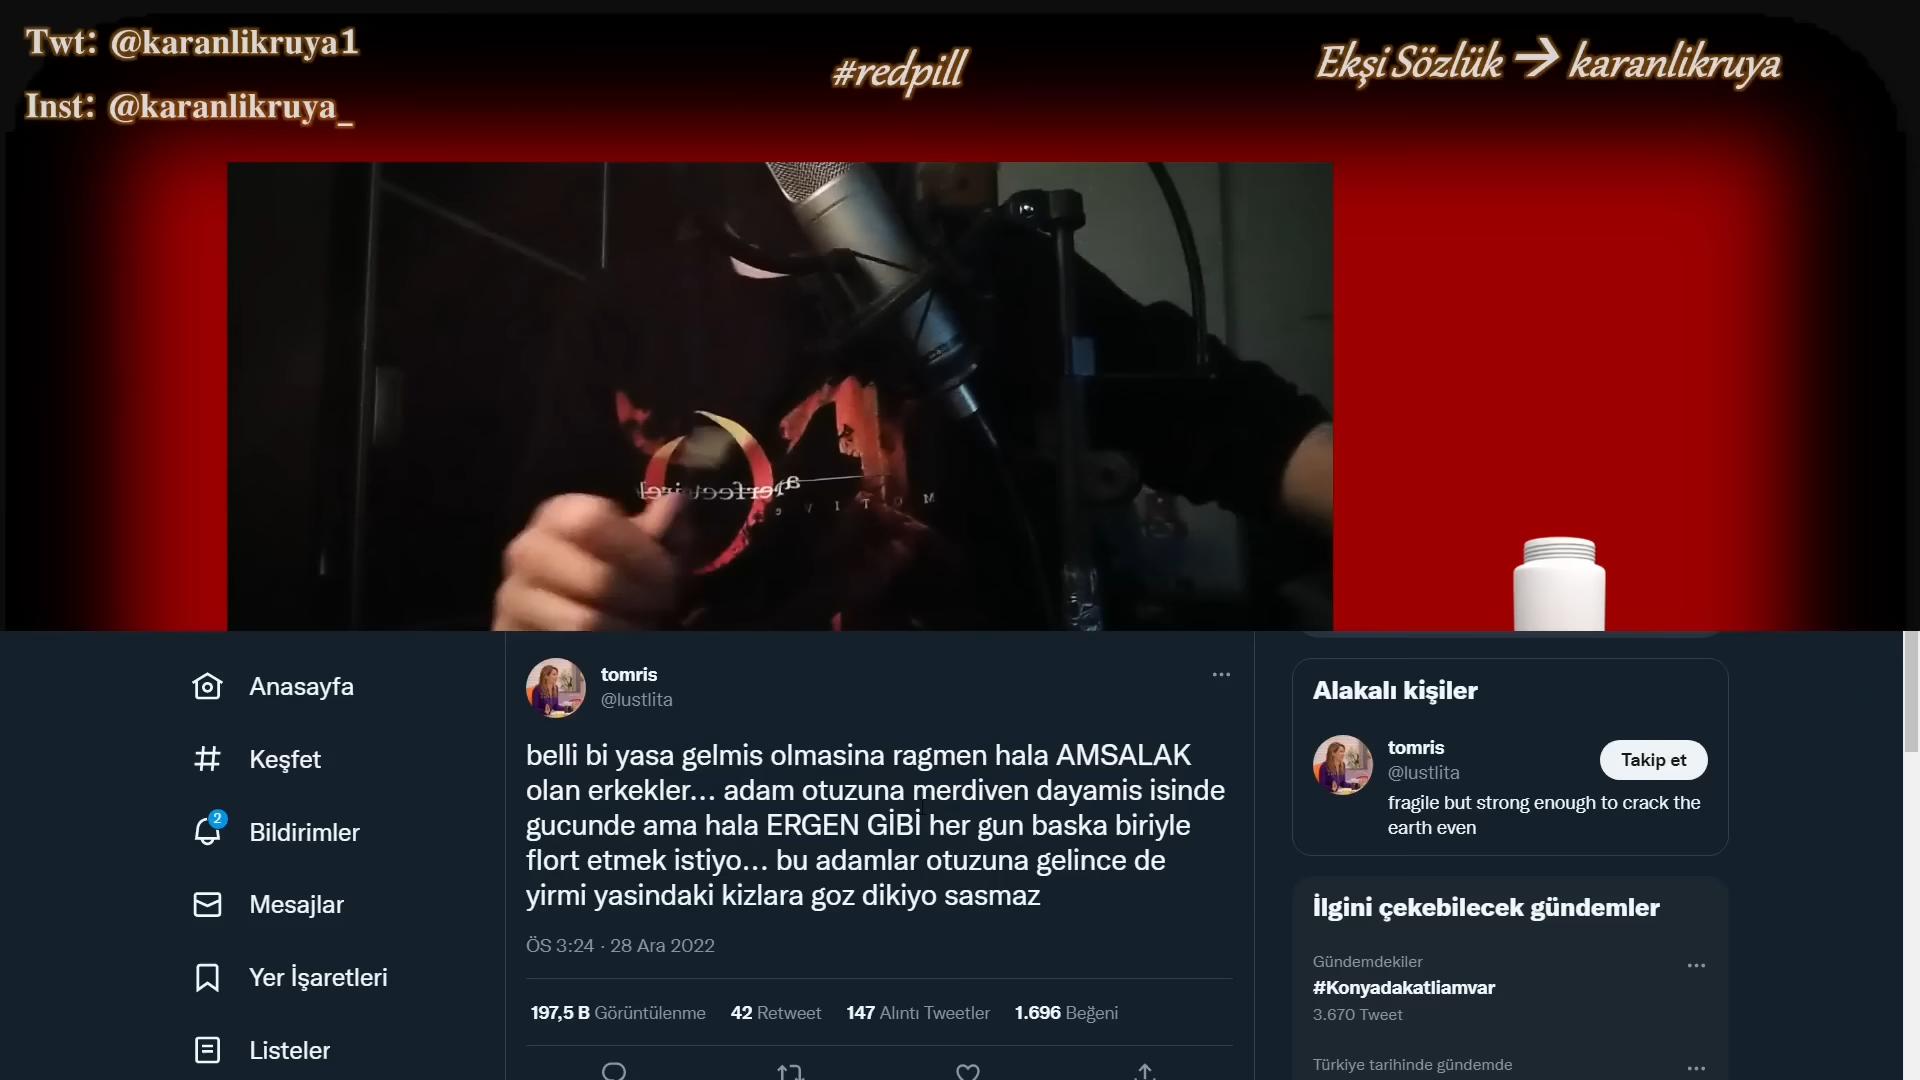 Twt: @karanlikruya1
Inst: @karanlikruya_
#redpill
Ekşi Sözlük → karanlikruya
Anasayfa
Keşfet
2
Bildirimler
Mesajlar
Yer İşaretleri
Listeler
tomris
@lustlita
belli bi yasa gelmis olmasina ragmen hala AMSALAK
olan erkekler... adam otuzuna merdiven dayamis isinde
gucunde ama hala ERGEN GİBİ her gun baska biriyle
flort etmek istiyo... bu adamlar otuzuna gelince de
yirmi yasindaki kizlara goz dikiyo sasmaz
ÖS 3:24 · 28 Ara 2022
197,5 B Görüntülenme 42 Retweet 147 Alıntı Tweetler 1.696 Beğeni
Alakalı kişiler
tomris
@lustlita
Takip et
fragile but strong enough to crack the
earth even
İlgini çekebilecek gündemler
Gündemdekiler
#Konyadakatliamvar
3.670 Tweet
Türkiye tarihinde gündemde